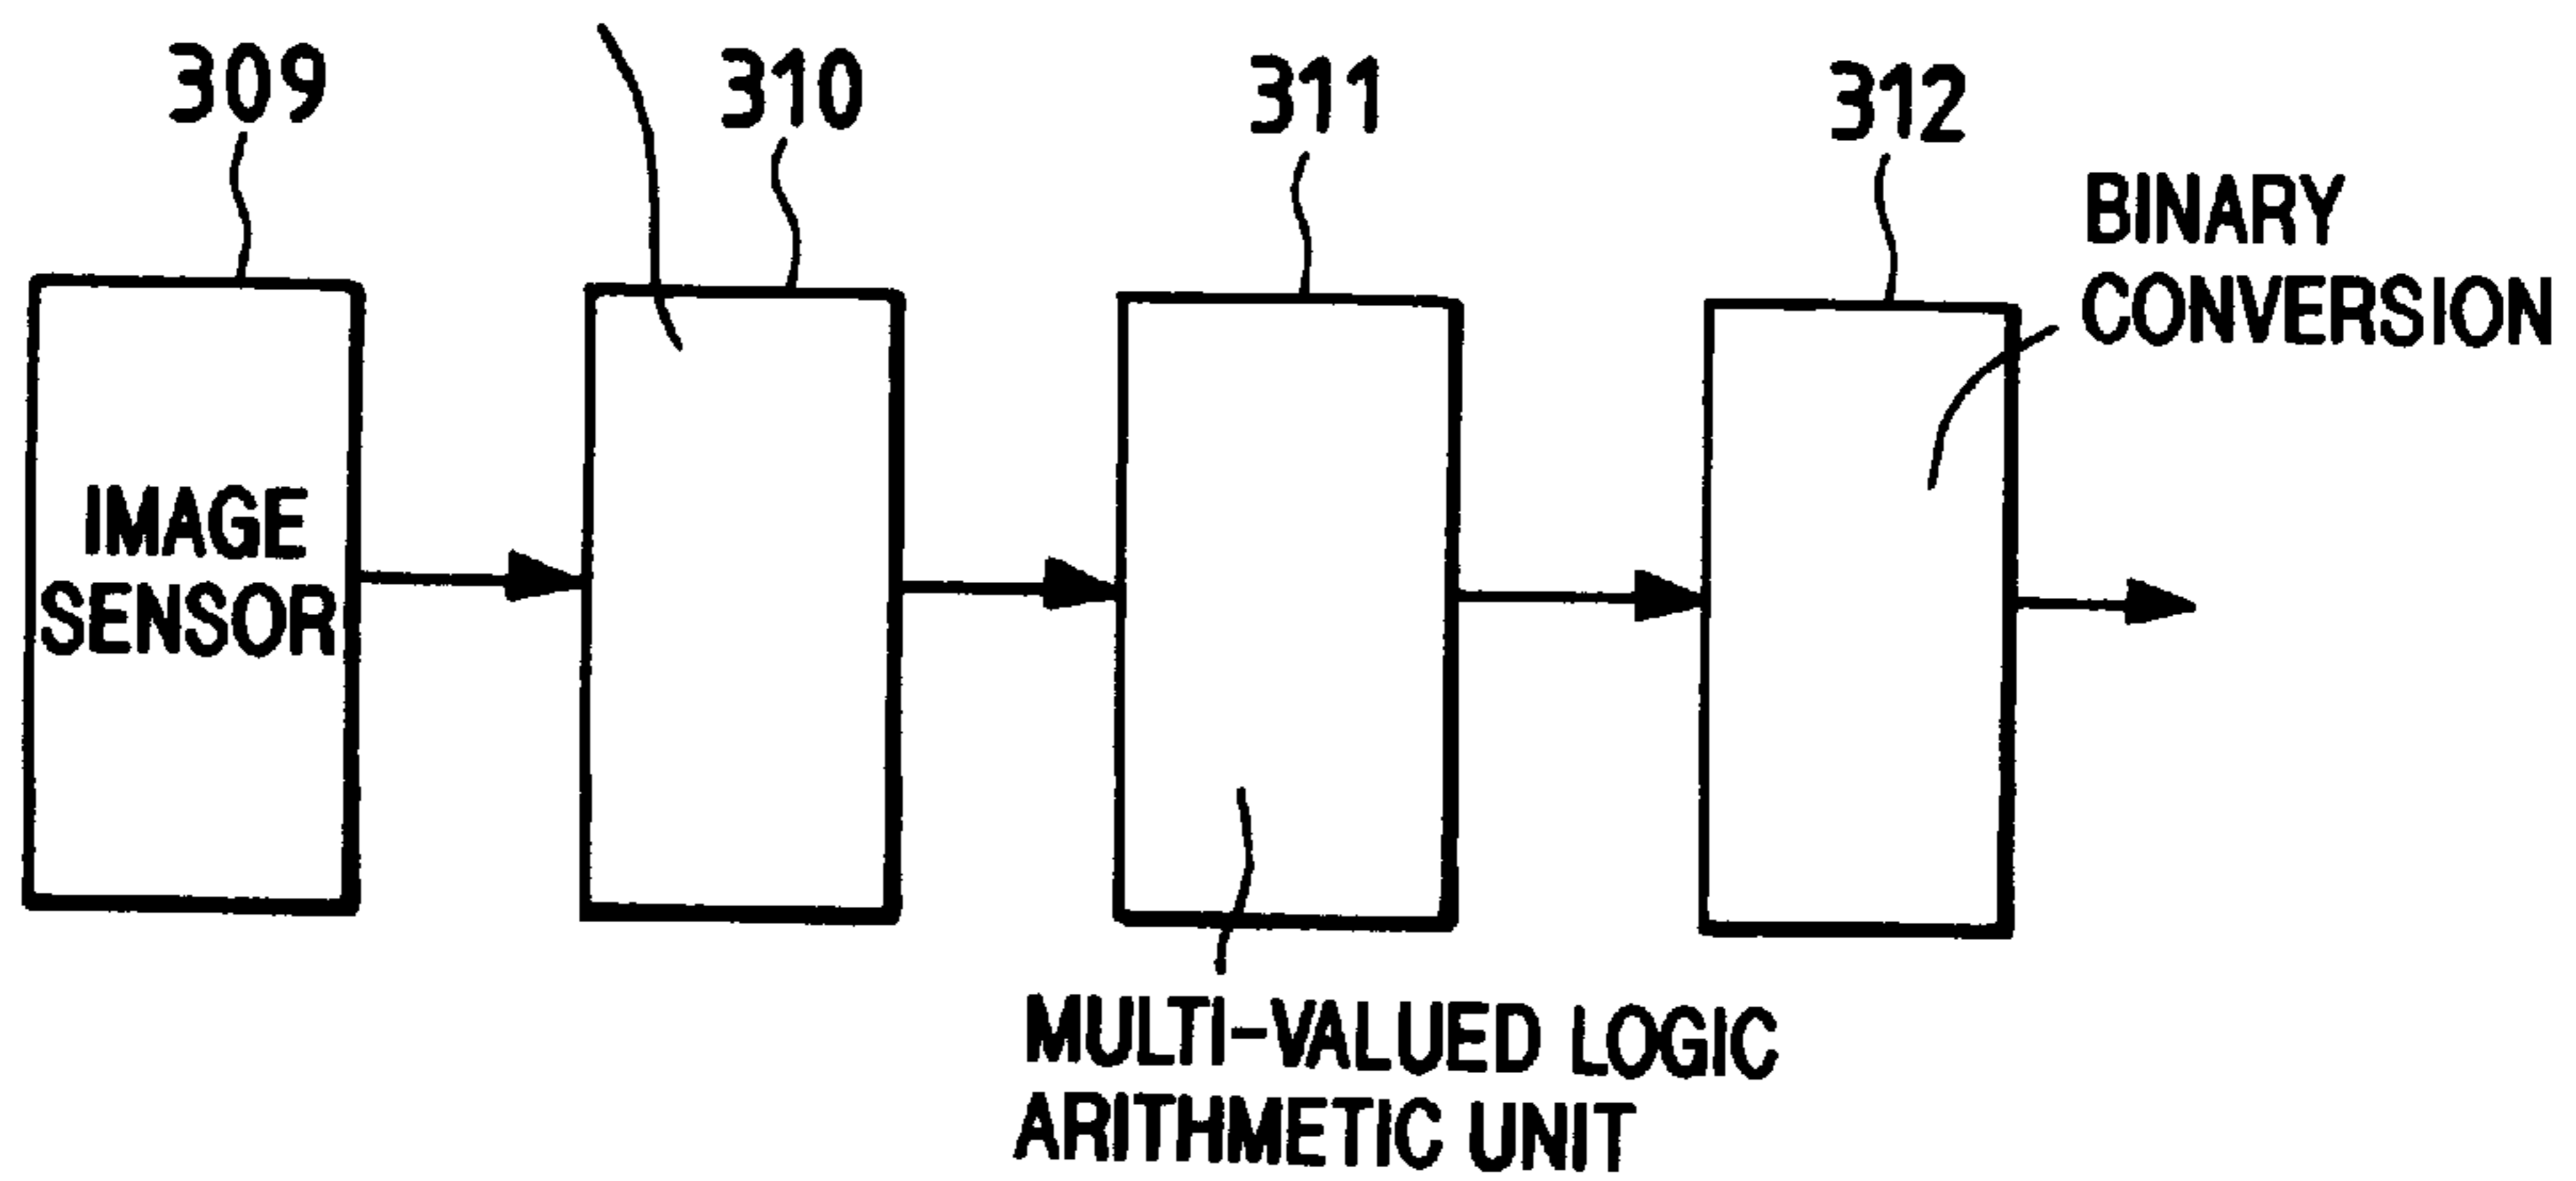 309
310
311
312
BINARY
CONVERSION
IMAGE
SENSOR
MULTI-VALUED LOGIC
ARITHMETIC UNIT